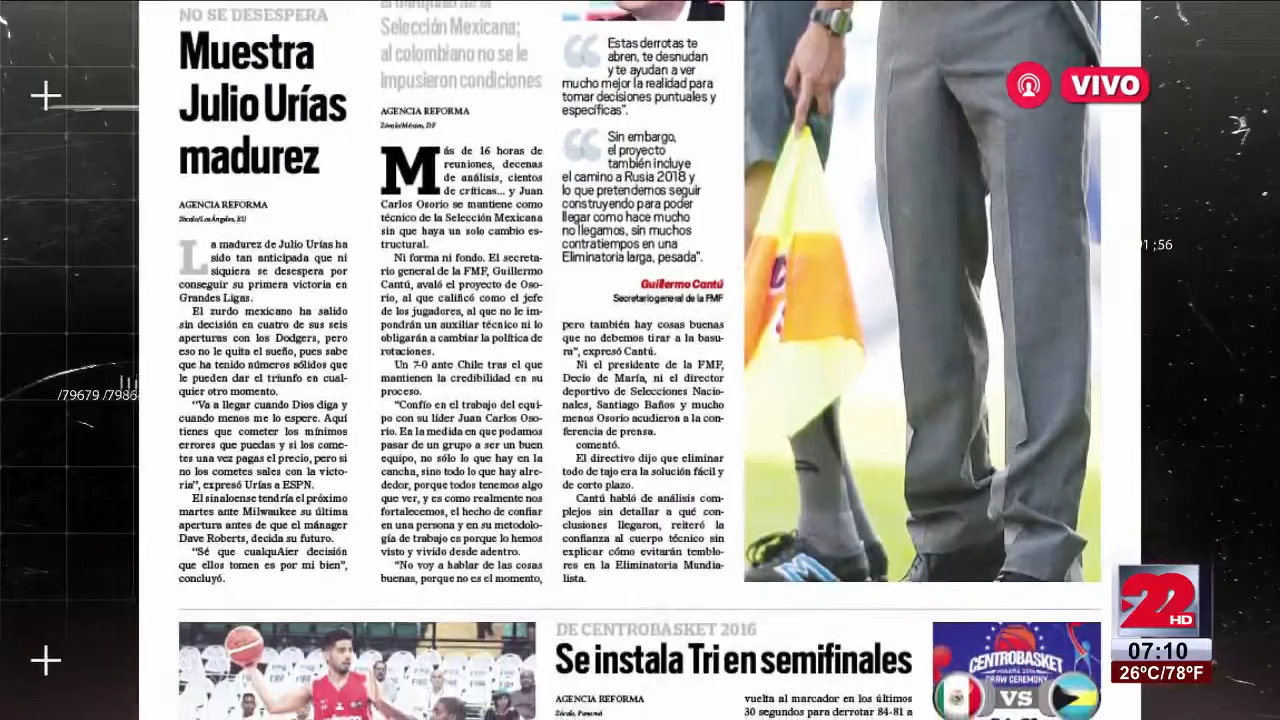 NO SE DESESPERA
Muestra
Julio Urías
madurez
AGENCIA REFORMA
Zócalo/Los Ángeles, EU
La madurez de Julio Urías ha
sido tan anticipada que ni
siquiera se desespera por
conseguir su primera victoria en
Grandes Ligas.
El zurdo mexicano ha salido
sin decisión en cuatro de sus seis
aperturas con los Dodgers, pero
eso no le quita el sueño, pues sabe
que ha tenido números sólidos que
le pueden dar el triunfo en cual-
quier otro momento.
"Va a llegar cuando Dios diga y
cuando menos me lo espere. Aquí
tienes que cometer los mínimos
errores que puedas y si los come-
tes una vez pagas el precio, pero si
no los cometes sales con la victo-
ria", expresó Urías a ESPN.
El sinaloense tendría el próximo
martes ante Milwaukee su última
apertura antes de que el mánager
Dave Roberts, decida su futuro.
"Sé que cualquAier decisión
que ellos tomen es por mi bien",
concluyó.
Selección Mexicana;
al colombiano no se le
impusieron condiciones
AGENCIA REFORMA
Zócalo/México, DF
Más de 16 horas de
reuniones, decenas
de análisis, cientos
de críticas... y Juan
Carlos Osorio se mantiene como
técnico de la Selección Mexicana
sin que haya un solo cambio es-
tructural.
Ni forma ni fondo. El secreta-
rio general de la FMF, Guillermo
Cantú, avaló el proyecto de Oso-
rio, al que calificó como el jefe
de los jugadores, al que no le im-
pondrán un auxiliar técnico ni lo
obligarán a cambiar la política de
rotaciones.
Un 7-0 ante Chile tras el que
mantienen la credibilidad en su
proceso.
"Confío en el trabajo del equi-
po con su líder Juan Carlos Oso-
rio. En la medida en que podamos
pasar de un grupo a ser un buen
equipo, no sólo lo que hay en la
cancha, sino todo lo que hay alre-
dedor, porque todos tenemos algo
que ver, y es como realmente nos
fortalecemos, el hecho de confiar
en una persona y en su metodolo-
gía de trabajo es porque lo hemos
visto y vivido desde adentro.
"No voy a hablar de las cosas
buenas, porque no es el momento,
Estas derrotas te
abren, te desnudan
y te ayudan a ver
mucho mejor la realidad para
tomar decisiones puntuales y
específicas".
Sin embargo,
el proyecto
también incluye
el camino a Rusia 2018 y
lo que pretendemos seguir
construyendo para poder
llegar como hace mucho
no llegamos, sin muchos
contratiempos en una
Eliminatoria larga, pesada".
Guillermo Cantú
Secretario general de la FMF
pero también hay cosas buenas
que no debemos tirar a la basu-
ra", expresó Cantú.
Ni el presidente de la FMF,
Decio de María, ni el director
deportivo de Selecciones Nacio-
nales, Santiago Baños y mucho
menos Osorio acudieron a la con-
ferencia de prensa.
comentó.
El directivo dijo que eliminar
todo de tajo era la solución fácil y
de corto plazo.
Cantú habló de análisis com-
plejos sin detallar a qué con-
clusiones llegaron, reiteró la
confianza al cuerpo técnico sin
explicar cómo evitarán temblo-
res en la Eliminatoria Mundia-
lista.
VIVO
;56
/79679 /7986
DE CENTROBASKET 2016
Se instala Tri en semifinales
AGENCIA REFORMA
Zócalo, Panamá
vuelta al marcador en los últimos
30 segundos para derrotar 84-81 a
CENTROBASKET
DRAW CEREMONY
VS
22
HD
07:10
26°C/78°F